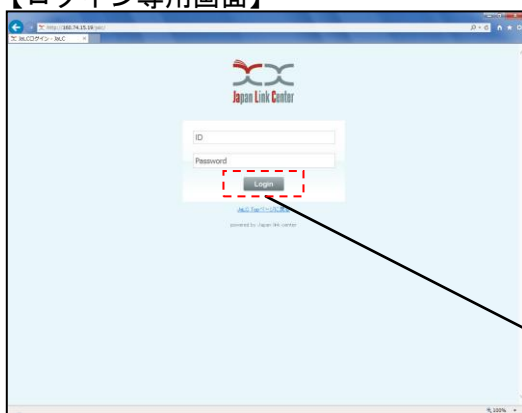 【ログイン専用画面】
JaLCログイン - JaLC
Japan Link Center
ID
Password
Login
powered by Japan link center
100%